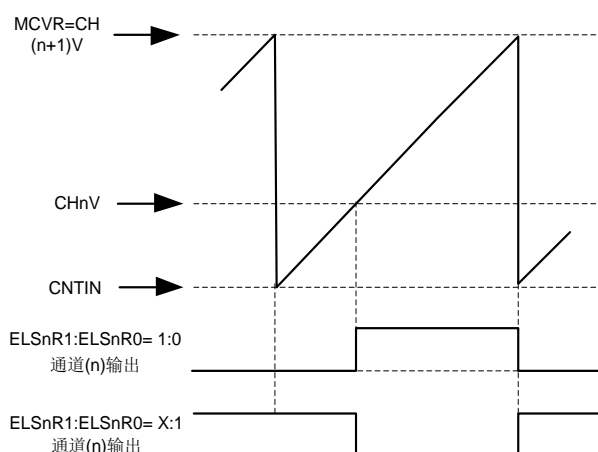 MCVR=CH
(n+1)V
CHnV
CNTIN
ELSnR1:ELSnR0= 1:0
通道(n)输出
ELSnR1:ELSnR0= X:1
通道(n)输出